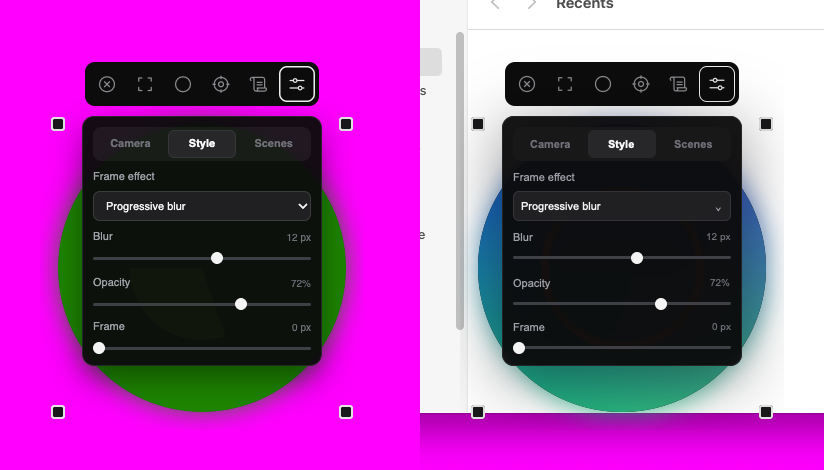 Recents
s
e
Camera Style Scenes
Frame effect
Progressive blur
Blur 12 px
Opacity 72%
Frame 0 px
Camera Style Scenes
Frame effect
Progressive blur
Blur 12 px
Opacity 72%
Frame 0 px